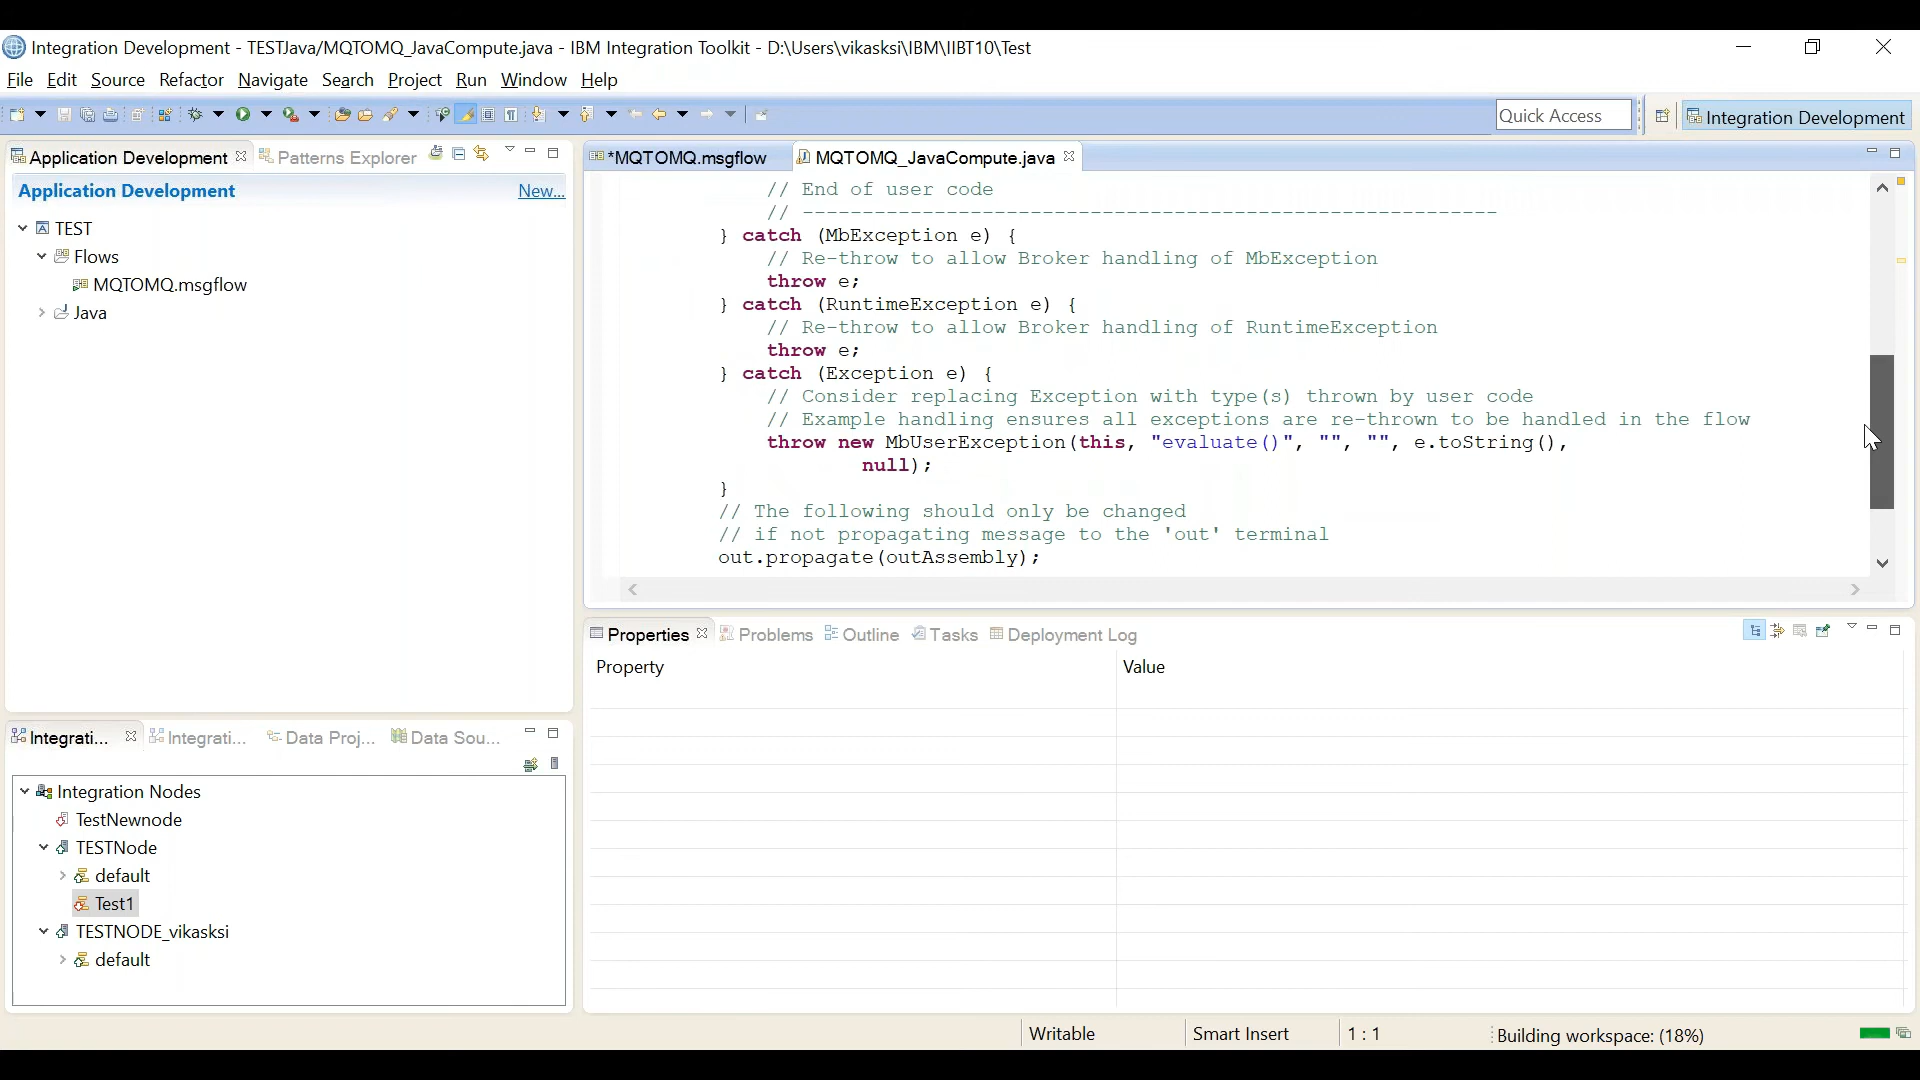 Integration Development - TESTJava/MQTOMQ_JavaCompute.java - IBM Integration Toolkit - D:\Users\vikasksi\IBM\IIBT10\Test
File Edit Source Refactor Navigate Search Project Run Window Help
Quick Access
Integration Development
Application Development
Patterns Explorer
Application Development
New...
TEST
Flows
MQTOMQ.msgflow
Java
*MQTOMQ.msgflow
MQTOMQ_JavaCompute.java
// End of user code
// ----------------------------------------------------------
} catch (MbException e) {
// Re-throw to allow Broker handling of MbException
throw e;
} catch (RuntimeException e) {
// Re-throw to allow Broker handling of RuntimeException
throw e;
} catch (Exception e) {
// Consider replacing Exception with type(s) thrown by user code
// Example handling ensures all exceptions are re-thrown to be handled in the flow
throw new MbUserException(this, "evaluate()", "", "", e.toString(),
null);
}
// The following should only be changed
// if not propagating message to the 'out' terminal
out.propagate(outAssembly);
Properties Problems Outline Tasks Deployment Log
Property Value
Integrati... Integrati... Data Proj... Data Sou...
Integration Nodes
TestNewnode
TESTNode
default
Test1
TESTNODE_vikasksi
default
Writable Smart Insert 1 : 1 Building workspace: (18%)